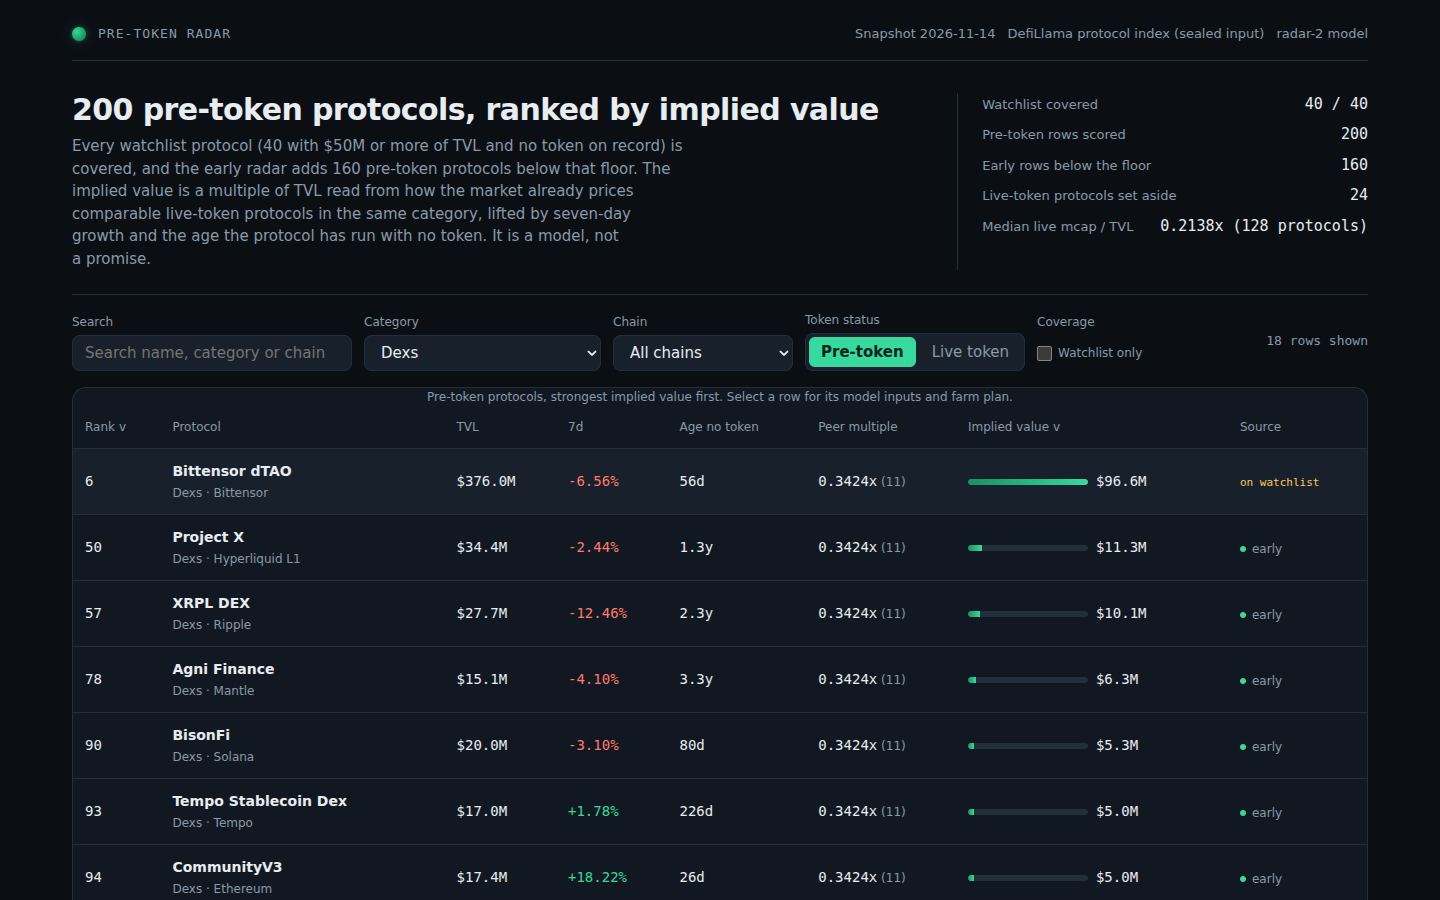 PRE-TOKEN RADAR
Snapshot 2026-11-14 DefiLlama protocol index (sealed input) radar-2 model
200 pre-token protocols, ranked by implied value
Every watchlist protocol (40 with $50M or more of TVL and no token on record) is
covered, and the early radar adds 160 pre-token protocols below that floor. The
implied value is a multiple of TVL read from how the market already prices
comparable live-token protocols in the same category, lifted by seven-day
growth and the age the protocol has run with no token. It is a model, not
a promise.
Watchlist covered 40 / 40
Pre-token rows scored 200
Early rows below the floor 160
Live-token protocols set aside 24
Median live mcap / TVL 0.2138x (128 protocols)
Search Category Chain Token status Coverage
Search name, category or chain Dexs All chains Pre-token Live token Watchlist only 18 rows shown
Pre-token protocols, strongest implied value first. Select a row for its model inputs and farm plan.
Rank v Protocol TVL 7d Age no token Peer multiple Implied value v Source
6 Bittensor dTAO $376.0M -6.56% 56d 0.3424x (11) $96.6M on watchlist
Dexs · Bittensor
50 Project X $34.4M -2.44% 1.3y 0.3424x (11) $11.3M early
Dexs · Hyperliquid L1
57 XRPL DEX $27.7M -12.46% 2.3y 0.3424x (11) $10.1M early
Dexs · Ripple
78 Agni Finance $15.1M -4.10% 3.3y 0.3424x (11) $6.3M early
Dexs · Mantle
90 BisonFi $20.0M -3.10% 80d 0.3424x (11) $5.3M early
Dexs · Solana
93 Tempo Stablecoin Dex $17.0M +1.78% 226d 0.3424x (11) $5.0M early
Dexs · Tempo
94 CommunityV3 $17.4M +18.22% 26d 0.3424x (11) $5.0M early
Dexs · Ethereum